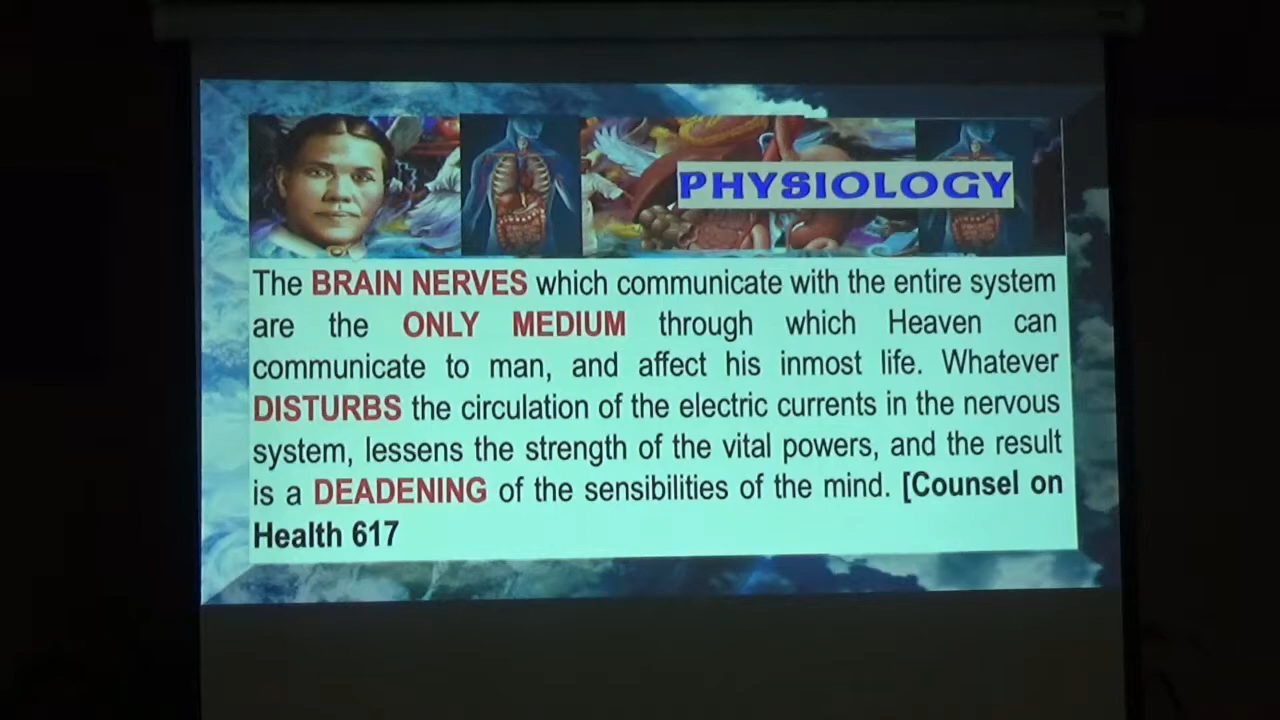 PHYSIOLOGY
The BRAIN NERVES which communicate with the entire system
are the ONLY MEDIUM through which Heaven can
communicate to man, and affect his inmost life. Whatever
DISTURBS the circulation of the electric currents in the nervous
system, lessens the strength of the vital powers, and the result
is a DEADENING of the sensibilities of the mind. [Counsel on
Health 617